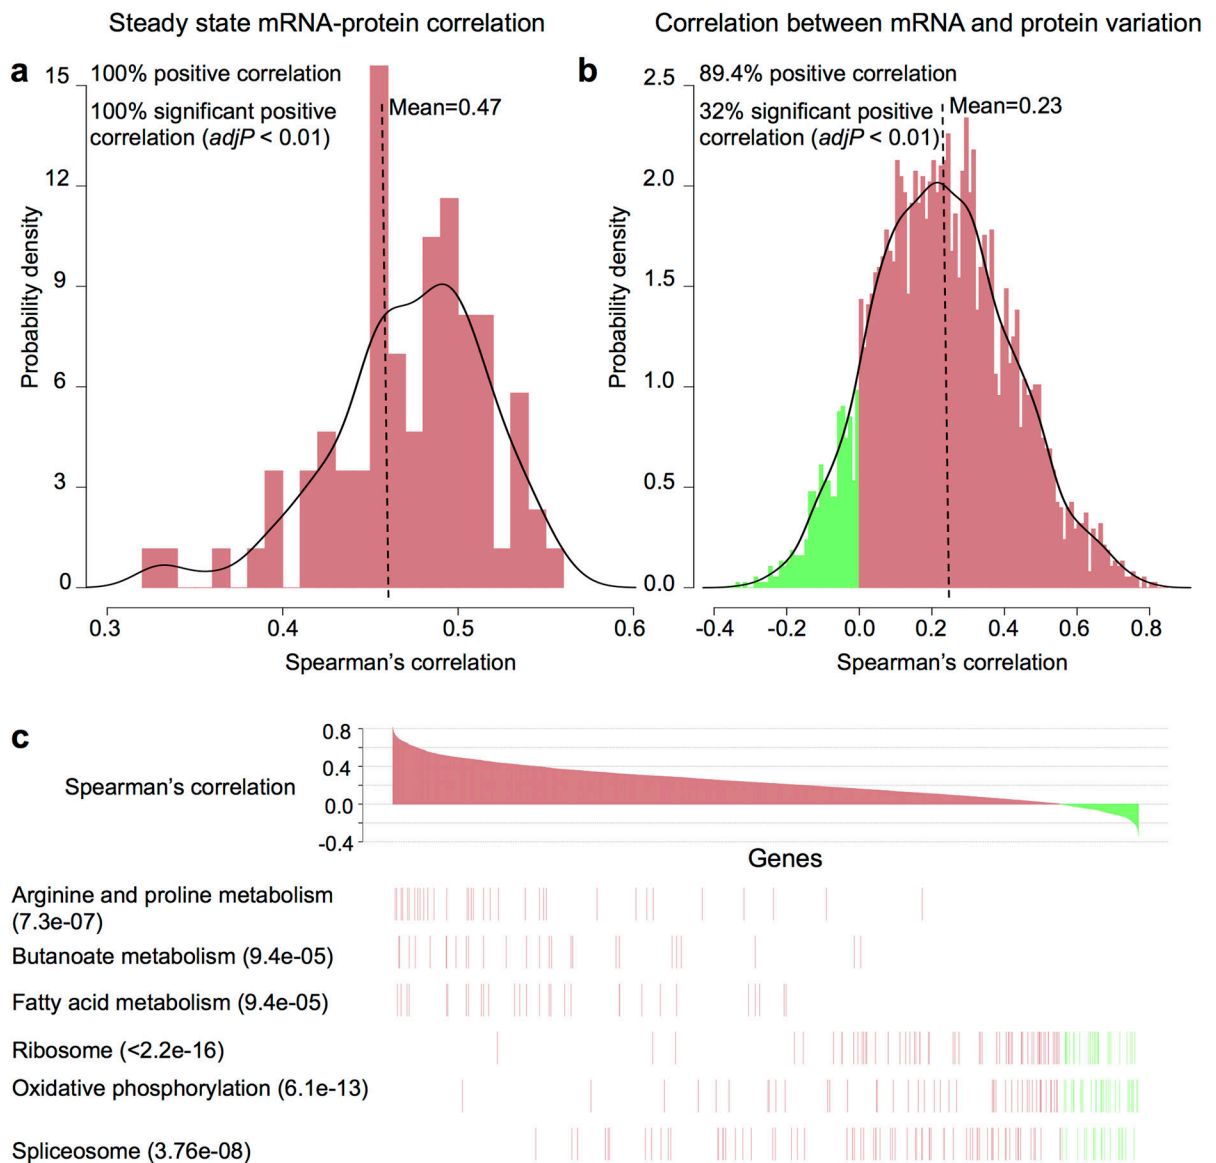 Steady state mRNA-protein correlation
Correlation between mRNA and protein variation
a
100% positive correlation
100% significant positive
correlation (adjP < 0.01)
Mean=0.47
Probability density
15
12
9
6
3
0
0.3 0.4 0.5 0.6
Spearman's correlation
b
89.4% positive correlation
32% significant positive
correlation (adjP < 0.01)
Mean=0.23
Probability density
2.5
2.0
1.5
1.0
0.5
0.0
-0.4 -0.2 0.0 0.2 0.4 0.6 0.8
Spearman's correlation
c
Spearman's correlation
0.8
0.4
0.0
-0.4
Genes
Arginine and proline metabolism
(7.3e-07)
Butanoate metabolism (9.4e-05)
Fatty acid metabolism (9.4e-05)
Ribosome (<2.2e-16)
Oxidative phosphorylation (6.1e-13)
Spliceosome (3.76e-08)